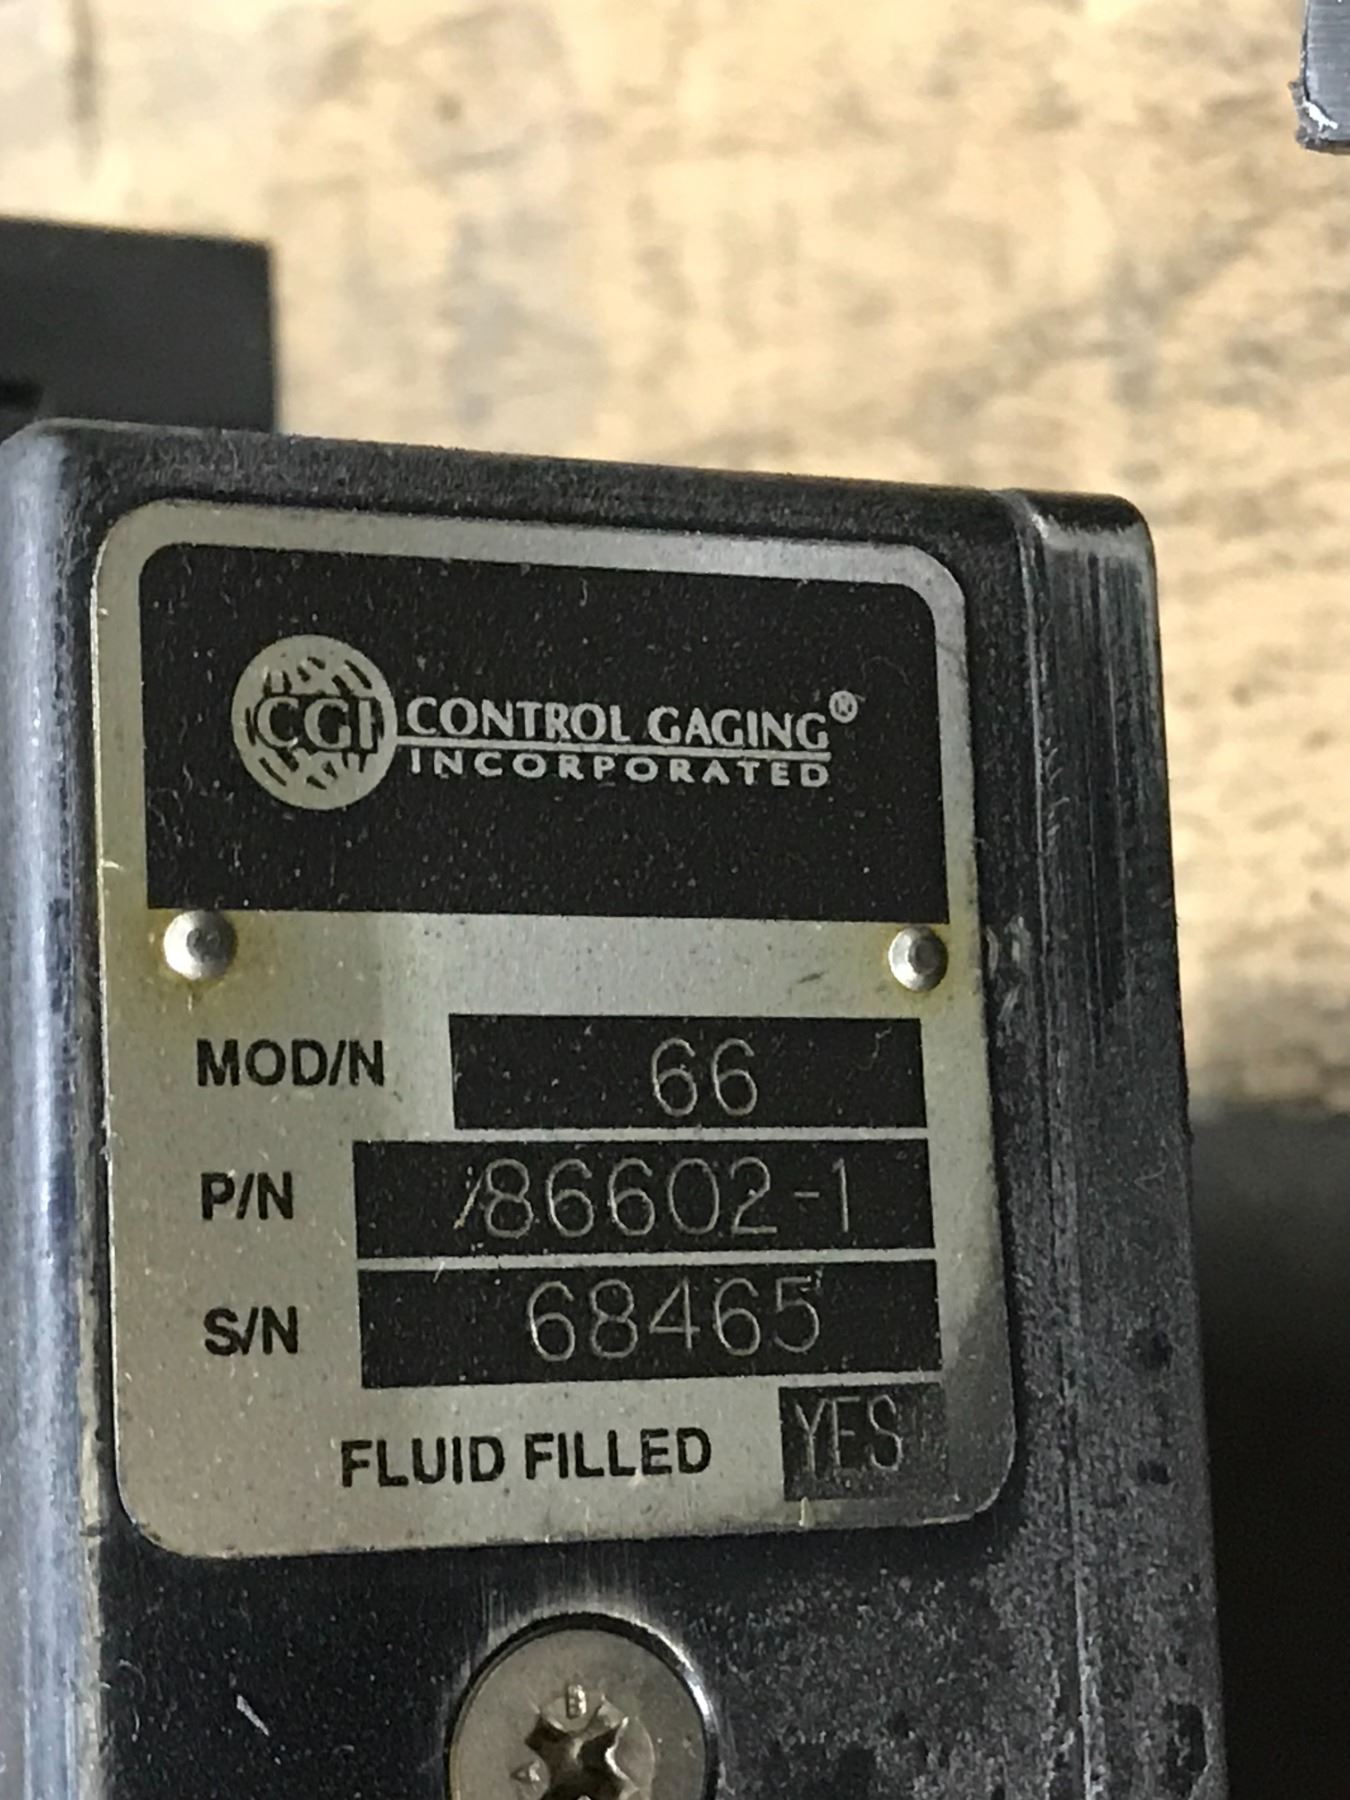 CGI CONTROL GAGING®
INCORPORATED
MOD/N 66
P/N 86602-1
S/N 68465
FLUID FILLED YES
B